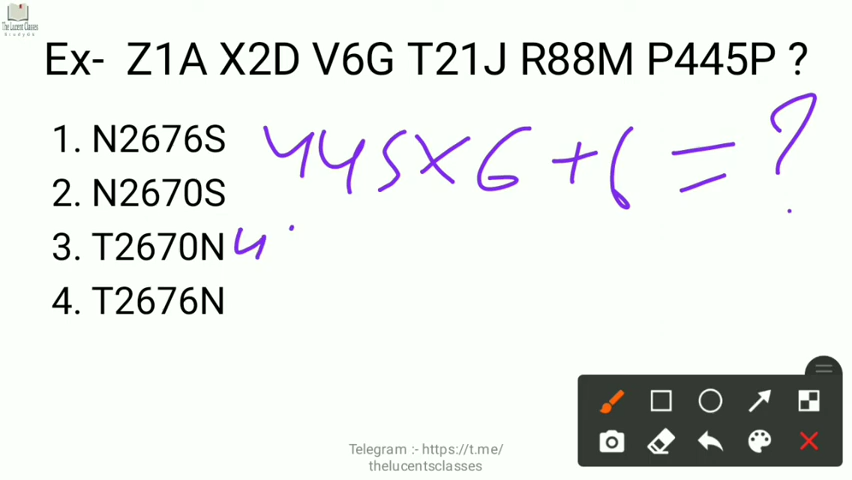 The Lucent Classes
Ex- Z1A X2D V6G T21J R88M P445P ?
445×6+6=?
1. N2676S
2. N2670S
3. T2670N 4
4. T2676N
Telegram :- https://t.me/
thelucentsclasses